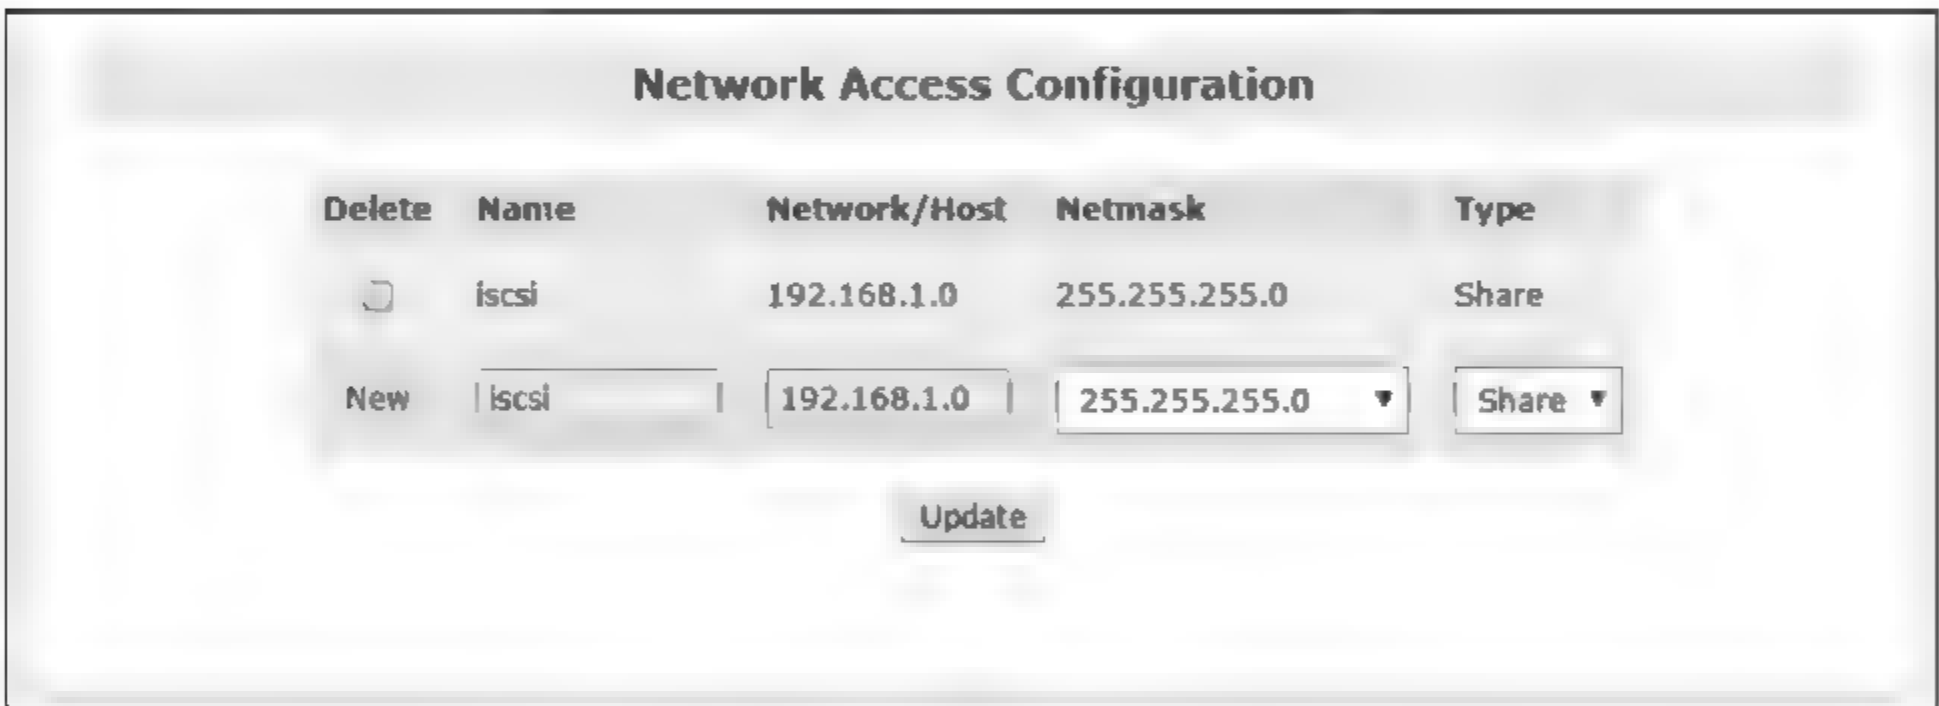 Network Access Configuration
Delete Name Network/Host Netmask Type
iscsi 192.168.1.0 255.255.255.0 Share
New iscsi 192.168.1.0 255.255.255.0 Share
Update